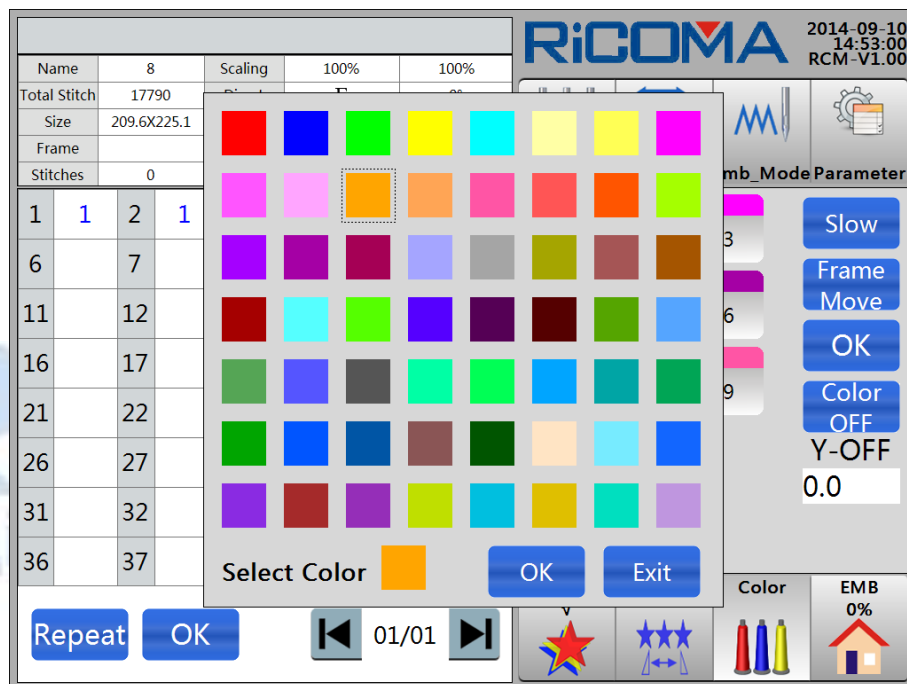 RiCOMA
2014-09-10
14:53:00
RCM-V1.00
Name 8 Scaling 100% 100%
Total Stitch 17790
Size 209.6X225.1
Frame
Stitches 0
mb_Mode Parameter
1 1 2 1
6 7
11 12
16 17
21 22
26 27
31 32
36 37
3
6
9
Slow
Frame
Move
OK
Color
OFF
Y-OFF
0.0
Select Color OK Exit
Repeat OK 01/01
Color EMB
0%